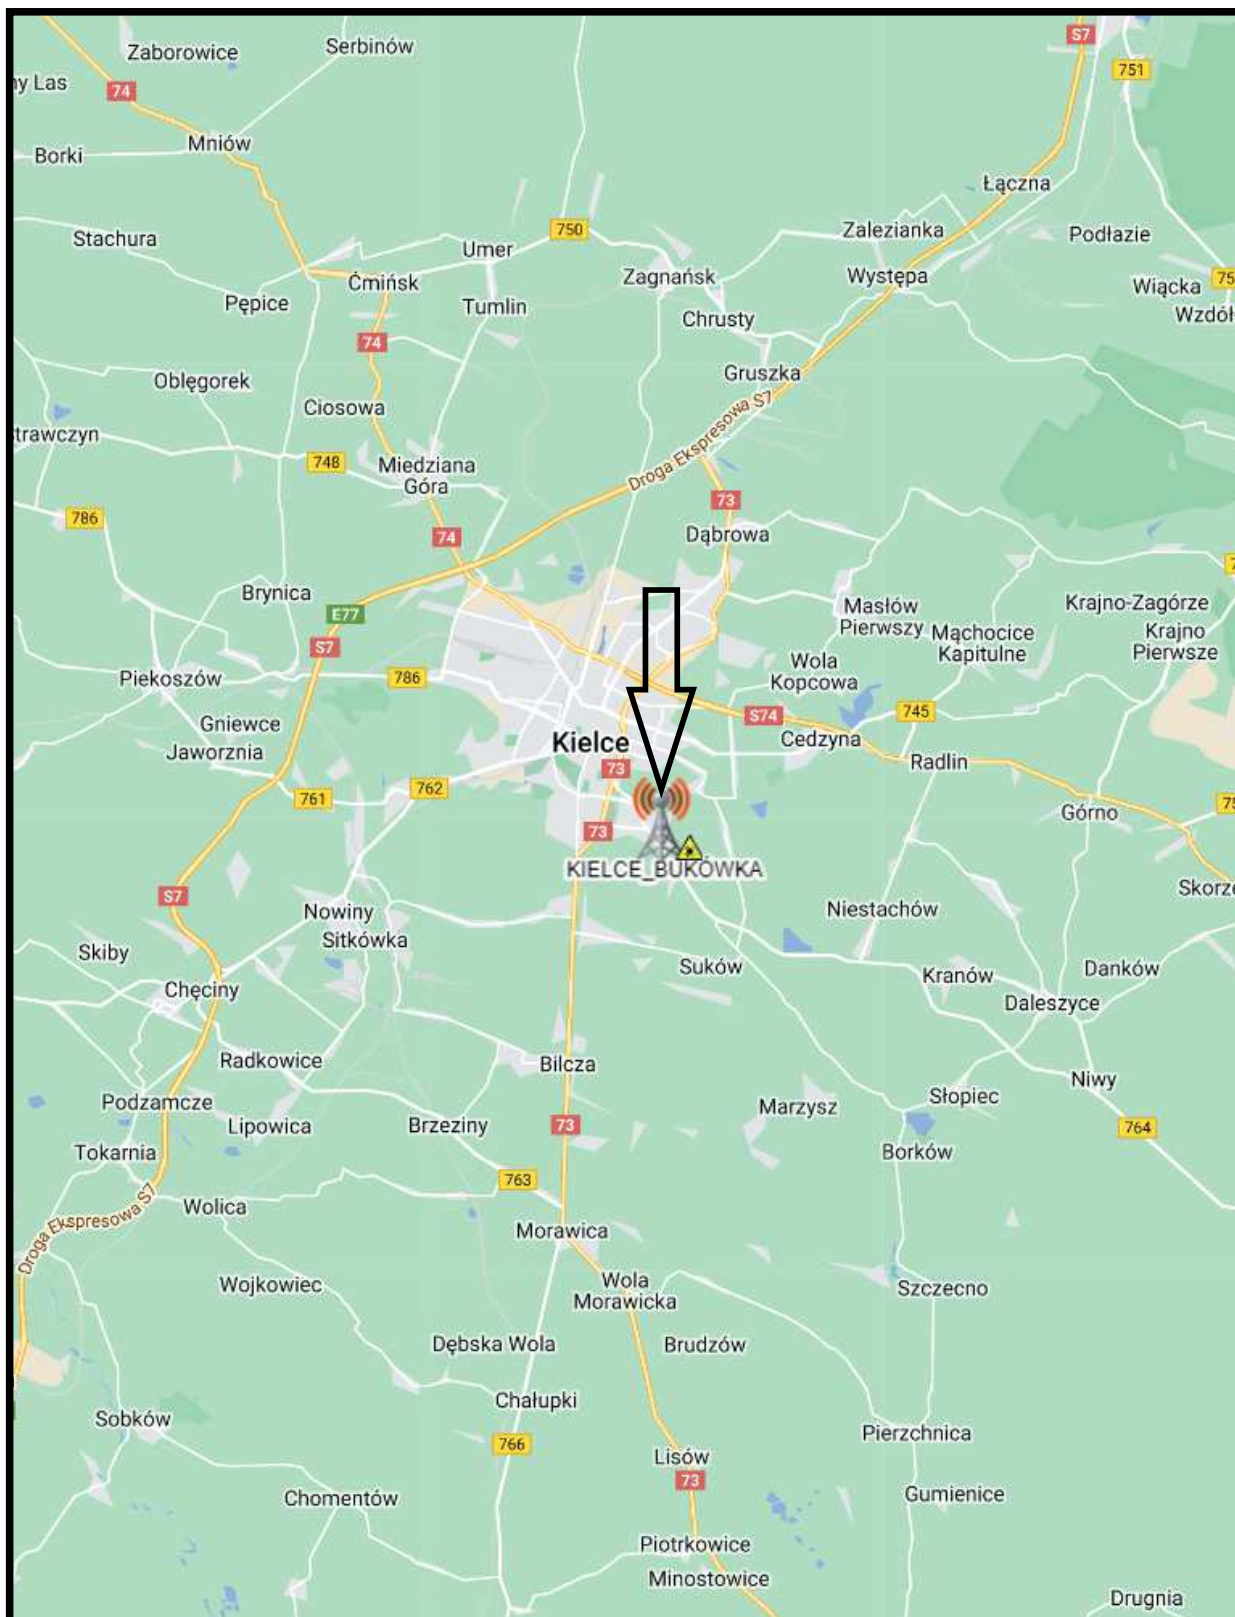 Serbinów
S7
Zaborowice
751
ny Las
74
Mniów
Borki
Łączna
750
Zalezianka
Podłazie
Stachura
Umer
Zagnańsk
Występa
Ćmińsk
Wiącka
Pępice
Tumlin
Wzdół
Chrusty
74
Gruszka
Oblęgorek
Ciosowa
Droga Ekspresowa S7
trawczyn
748
Miedziana
Góra
73
786
74
Dąbrowa
Brynica
E77
Masłów
Pierwszy
Krajno-Zagórze
S7
Mąchocice
Kapitulne
Krajno
Pierwsze
Piekoszów
786
Wola
Kopcowa
Gniewce
S74
745
Jaworznia
Kielce
Cedzyna
Radlin
73
761
762
Górno
73
KIELCE_BUKÓWKA
S7
Skorze
Nowiny
Niestachów
Sitkówka
Skiby
Suków
Kranów
Danków
Chęciny
Daleszyce
Radkowice
Bilcza
Niwy
Podzamcze
Marzysz
Słopiec
Lipowica
Brzeziny
73
764
Tokarnia
Borków
763
Wolica
Droga Ekspresowa S7
Morawica
Wojkowiec
Wola
Morawicka
Szczecno
Dębska Wola
Brudzów
Chałupki
Sobków
766
Pierzchnica
Lisów
73
Chomentów
Gumienice
Piotrkowice
Minostowice
Drugnia